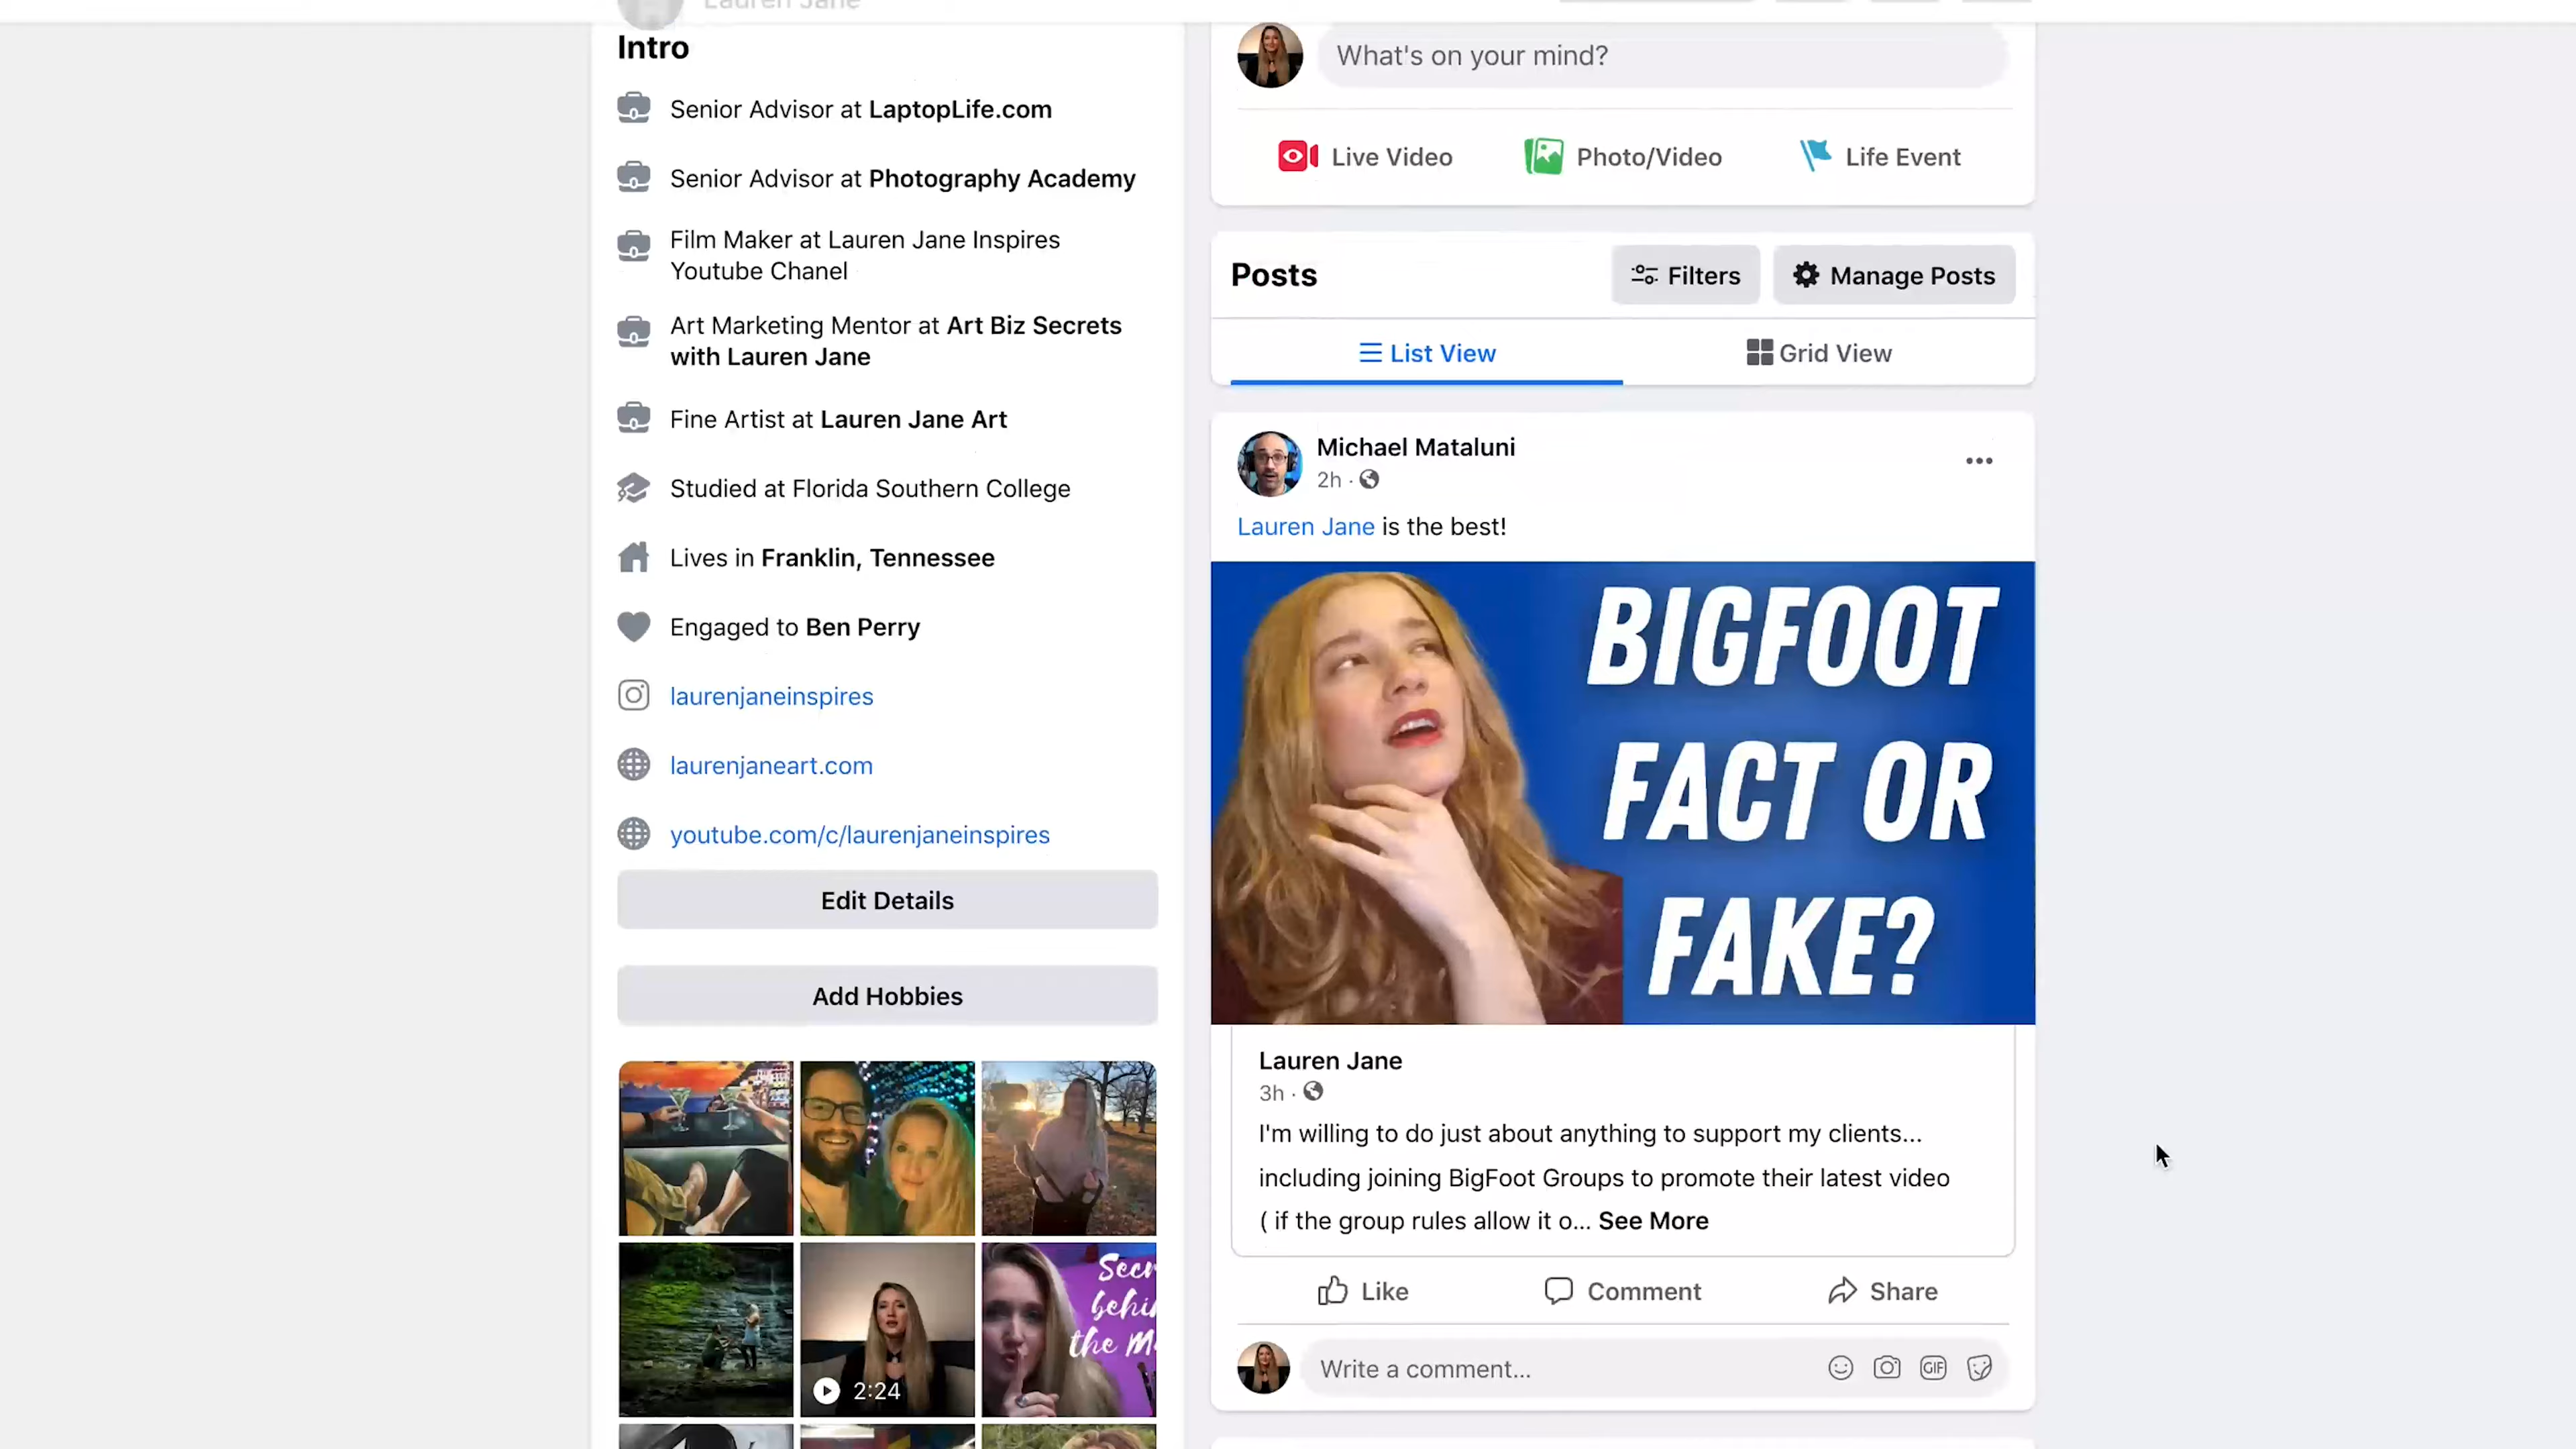 Lauren Jane
Intro
Senior Advisor at LaptopLife.com
Senior Advisor at Photography Academy
Film Maker at Lauren Jane Inspires
Youtube Chanel
Art Marketing Mentor at Art Biz Secrets
with Lauren Jane
Fine Artist at Lauren Jane Art
Studied at Florida Southern College
Lives in Franklin, Tennessee
Engaged to Ben Perry
laurenjaneinspires
laurenjaneart.com
youtube.com/c/laurenjaneinspires
Edit Details
Add Hobbies
2:24
Secr
behi
the M
What's on your mind?
Live Video
Photo/Video
Life Event
Posts
Filters
Manage Posts
List View
Grid View
Michael Mataluni
2h ·
Lauren Jane is the best!
BIGFOOT
FACT OR
FAKE?
Lauren Jane
3h ·
I'm willing to do just about anything to support my clients...
including joining BigFoot Groups to promote their latest video
( if the group rules allow it o... See More
Like
Comment
Share
Write a comment...
GIF